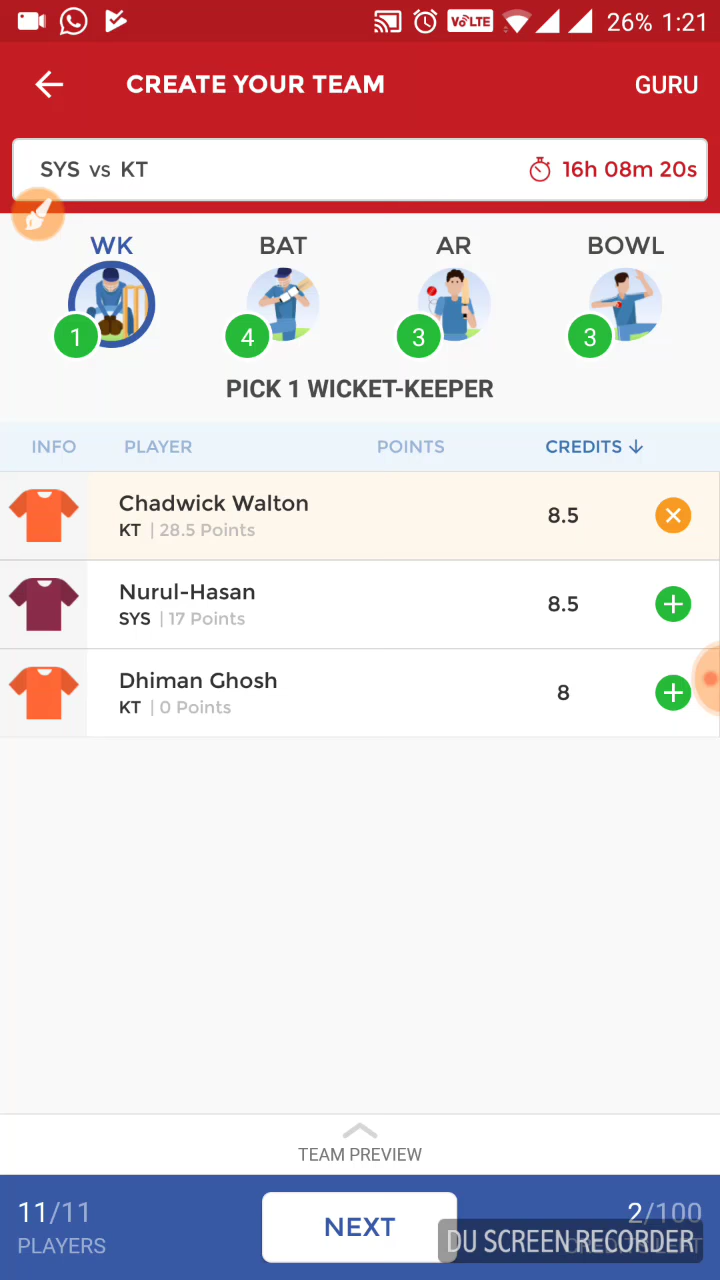 VoLTE 26% 1:21
CREATE YOUR TEAM GURU
SYS vs KT 16h 08m 20s
WK BAT AR BOWL
1 4 3 3
PICK 1 WICKET-KEEPER
INFO PLAYER POINTS CREDITS
Chadwick Walton
KT | 28.5 Points
8.5
Nurul-Hasan
SYS | 17 Points
8.5
Dhiman Ghosh
KT | 0 Points
8
TEAM PREVIEW
11/11
PLAYERS
NEXT
2/100
DU SCREEN RECORDER